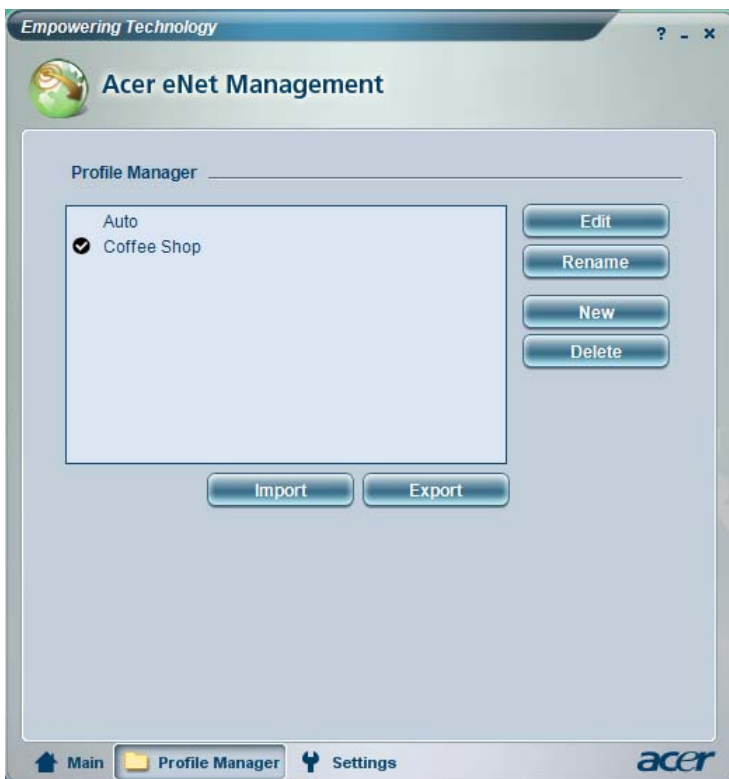 Empowering Technology
? - x
Acer eNet Management
Profile Manager
Auto
Coffee Shop
Edit
Rename
New
Delete
Import Export
Main Profile Manager Settings acer